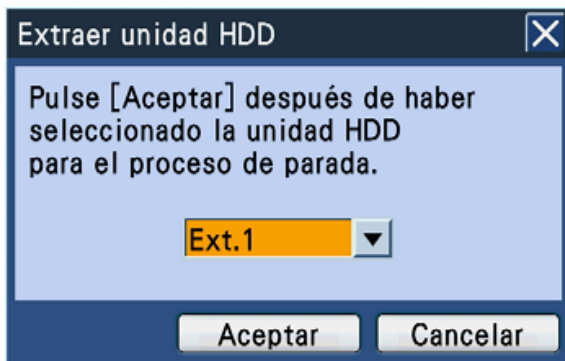 Extraer unidad HDD
Pulse [Aceptar] después de haber
seleccionado la unidad HDD
para el proceso de parada.
Ext.1
Aceptar
Cancelar